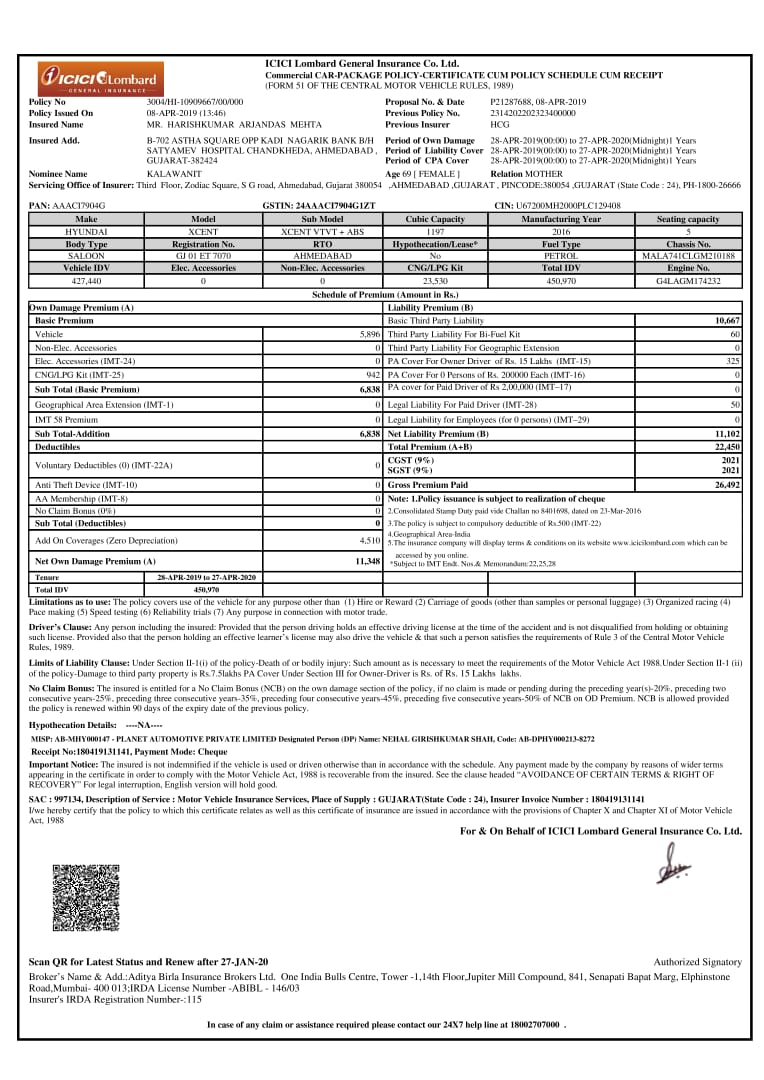 ICICI Lombard
GENERAL INSURANCE
ICICI Lombard General Insurance Co. Ltd.
Commercial CAR-PACKAGE POLICY-CERTIFICATE CUM POLICY SCHEDULE CUM RECEIPT
(FORM 51 OF THE CENTRAL MOTOR VEHICLE RULES, 1989)
Policy No 3004/HI-10909667/00/000 Proposal No. & Date P21287688, 08-APR-2019
Policy Issued On 08-APR-2019 (13:46) Previous Policy No. 2314202202323400000
Insured Name MR. HARISHKUMAR ARJANDAS MEHTA Previous Insurer HCG
Insured Add. B-702 ASTHA SQUARE OPP KADI NAGARIK BANK B/H Period of Own Damage 28-APR-2019(00:00) to 27-APR-2020(Midnight)1 Years
SATYAMEV HOSPITAL CHANDKHEDA, AHMEDABAD , Period of Liability Cover 28-APR-2019(00:00) to 27-APR-2020(Midnight)1 Years
GUJARAT-382424 Period of CPA Cover 28-APR-2019(00:00) to 27-APR-2020(Midnight)1 Years
Nominee Name KALAWANIT Age 69 [ FEMALE ] Relation MOTHER
Servicing Office of Insurer: Third Floor, Zodiac Square, S G road, Ahmedabad, Gujarat 380054 ,AHMEDABAD ,GUJARAT , PINCODE:380054 ,GUJARAT (State Code : 24), PH-1800-26666
PAN: AAACI7904G GSTIN: 24AAACI7904G1ZT CIN: U67200MH2000PLC129408
Make Model Sub Model Cubic Capacity Manufacturing Year Seating capacity
HYUNDAI XCENT XCENT VTVT + ABS 1197 2016 5
Body Type Registration No. RTO Hypothecation/Lease* Fuel Type Chassis No.
SALOON GJ 01 ET 7070 AHMEDABAD No PETROL MALA741CLGM210188
Vehicle IDV Elec. Accessories Non-Elec. Accessories CNG/LPG Kit Total IDV Engine No.
427,440 0 0 23,530 450,970 G4LAGM174232
Schedule of Premium (Amount in Rs.)
Own Damage Premium (A) Liability Premium (B)
Basic Premium Basic Third Party Liability 10,667
Vehicle 5,896 Third Party Liability For Bi-Fuel Kit 60
Non-Elec. Accessories 0 Third Party Liability For Geographic Extension 0
Elec. Accessories (IMT-24) 0 PA Cover For Owner Driver of Rs. 15 Lakhs (IMT-15) 325
CNG/LPG Kit (IMT-25) 942 PA Cover For 0 Persons of Rs. 200000 Each (IMT-16) 0
Sub Total (Basic Premium) 6,838 PA cover for Paid Driver of Rs 2,00,000 (IMT–17) 0
Geographical Area Extension (IMT-1) 0 Legal Liability For Paid Driver (IMT-28) 50
IMT 58 Premium 0 Legal Liability for Employees (for 0 persons) (IMT–29) 0
Sub Total-Addition 6,838 Net Liability Premium (B) 11,102
Deductibles Total Premium (A+B) 22,450
Voluntary Deductibles (0) (IMT-22A) 0 CGST (9%) 2021
SGST (9%) 2021
Anti Theft Device (IMT-10) 0 Gross Premium Paid 26,492
AA Membership (IMT-8) 0 Note: 1.Policy issuance is subject to realization of cheque
No Claim Bonus (0%) 0 2.Consolidated Stamp Duty paid vide Challan no 8401698, dated on 23-Mar-2016
Sub Total (Deductibles) 0 3.The policy is subject to compulsory deductible of Rs.500 (IMT-22)
Add On Coverages (Zero Depreciation) 4,510 4.Geographical Area-India
5.The insurance company will display terms & conditions on its website www.icicilombard.com which can be
accessed by you online.
Net Own Damage Premium (A) 11,348 *Subject to IMT Endt. Nos.& Memorandum:22,25,28
Tenure 28-APR-2019 to 27-APR-2020
Total IDV 450,970
Limitations as to use: The policy covers use of the vehicle for any purpose other than (1) Hire or Reward (2) Carriage of goods (other than samples or personal luggage) (3) Organized racing (4)
Pace making (5) Speed testing (6) Reliability trials (7) Any purpose in connection with motor trade.
Driver's Clause: Any person including the insured: Provided that the person driving holds an effective driving license at the time of the accident and is not disqualified from holding or obtaining
such license. Provided also that the person holding an effective learner's license may also drive the vehicle & that such a person satisfies the requirements of Rule 3 of the Central Motor Vehicle
Rules, 1989.
Limits of Liability Clause: Under Section II-1(i) of the policy-Death of or bodily injury: Such amount as is necessary to meet the requirements of the Motor Vehicle Act 1988.Under Section II-1 (ii)
of the policy-Damage to third party property is Rs.7.5lakhs PA Cover Under Section III for Owner-Driver is Rs. of Rs. 15 Lakhs lakhs.
No Claim Bonus: The insured is entitled for a No Claim Bonus (NCB) on the own damage section of the policy, if no claim is made or pending during the preceding year(s)-20%, preceding two
consecutive years-25%, preceding three consecutive years-35%, preceding four consecutive years-45%, preceding five consecutive years-50% of NCB on OD Premium. NCB is allowed provided
the policy is renewed within 90 days of the expiry date of the previous policy.
Hypothecation Details: ----NA----
MISP: AB-MHY000147 - PLANET AUTOMOTIVE PRIVATE LIMITED Designated Person (DP) Name: NEHAL GIRISHKUMAR SHAH, Code: AB-DPHY000213-8272
Receipt No:180419131141, Payment Mode: Cheque
Important Notice: The insured is not indemnified if the vehicle is used or driven otherwise than in accordance with the schedule. Any payment made by the company by reasons of wider terms
appearing in the certificate in order to comply with the Motor Vehicle Act, 1988 is recoverable from the insured. See the clause headed “AVOIDANCE OF CERTAIN TERMS & RIGHT OF
RECOVERY” For legal interruption, English version will hold good.
SAC : 997134, Description of Service : Motor Vehicle Insurance Services, Place of Supply : GUJARAT(State Code : 24), Insurer Invoice Number : 180419131141
I/we hereby certify that the policy to which this certificate relates as well as this certificate of insurance are issued in accordance with the provisions of Chapter X and Chapter XI of Motor Vehicle
Act, 1988
For & On Behalf of ICICI Lombard General Insurance Co. Ltd.
Scan QR for Latest Status and Renew after 27-JAN-20 Authorized Signatory
Broker's Name & Add.:Aditya Birla Insurance Brokers Ltd. One India Bulls Centre, Tower -1,14th Floor,Jupiter Mill Compound, 841, Senapati Bapat Marg, Elphinstone
Road,Mumbai- 400 013;IRDA License Number -ABIBL - 146/03
Insurer's IRDA Registration Number-:115
In case of any claim or assistance required please contact our 24X7 help line at 18002707000 .